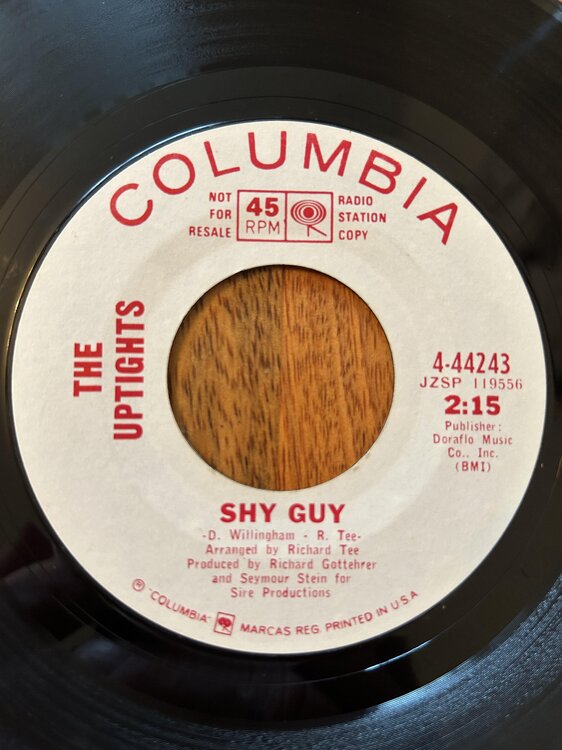 COLUMBIA
NOT
FOR
RESALE
45
RPM
RADIO
STATION
COPY
THE
UPTIGHTS
4-44243
JZSP 119556
2:15
Publisher:
Doraflo Music
Co., Inc.
(BMI)
SHY GUY
-D. Willingham - R. Tee-
Arranged by Richard Tee
Produced by Richard Gottehrer
and Seymour Stein for
Sire Productions
® "COLUMBIA" MARCAS REG. PRINTED IN U.S.A